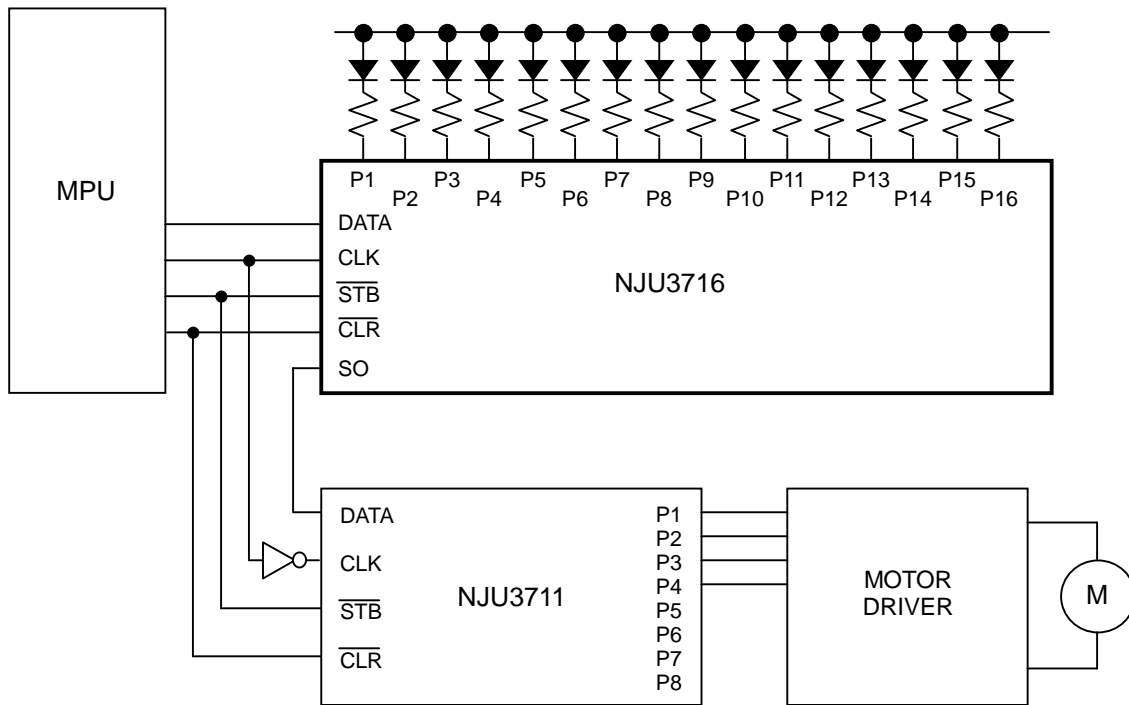 MPU
P1 P3 P5 P7 P9 P11 P13 P15
P2 P4 P6 P8 P10 P12 P14 P16
DATA
CLK
STB
CLR
SO
NJU3716
DATA
CLK
STB
CLR
NJU3711
P1
P2
P3
P4
P5
P6
P7
P8
MOTOR
DRIVER
M